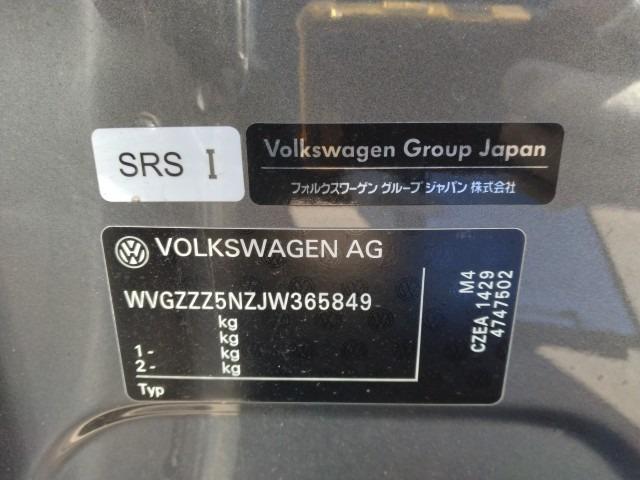 SRS I
Volkswagen Group Japan
フォルクスワーゲン グループ ジャパン 株式会社
VOLKSWAGEN AG
WVGZZZ5NZJW365849
kg
kg
1- kg
2- kg
Typ
M4
CZEA 1429
4747502